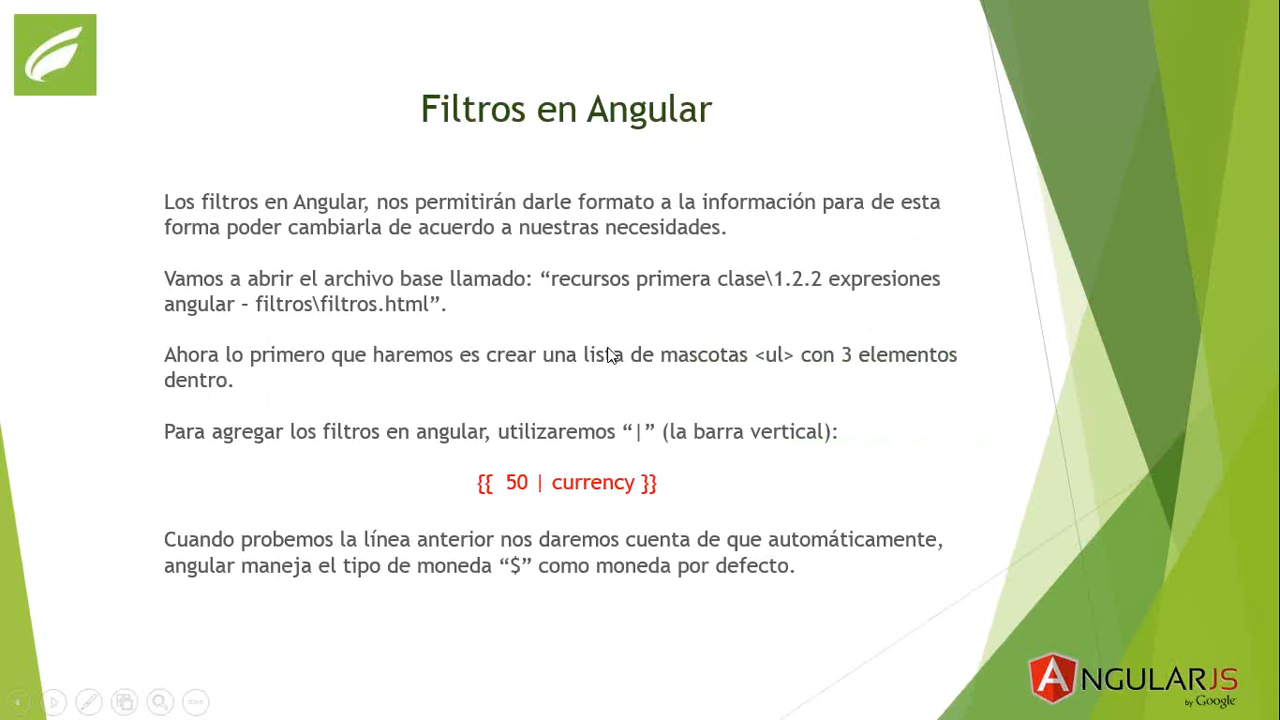 Filtros en Angular
Los filtros en Angular, nos permitirán darle formato a la información para de esta
forma poder cambiarla de acuerdo a nuestras necesidades.
Vamos a abrir el archivo base llamado: “recursos primera clase\1.2.2 expresiones
angular – filtros\filtros.html”.
Ahora lo primero que haremos es crear una lista de mascotas <ul> con 3 elementos
dentro.
Para agregar los filtros en angular, utilizaremos “|” (la barra vertical):
{{ 50 | currency }}
Cuando probemos la línea anterior nos daremos cuenta de que automáticamente,
angular maneja el tipo de moneda “$” como moneda por defecto.
ANGULARJS
by Google